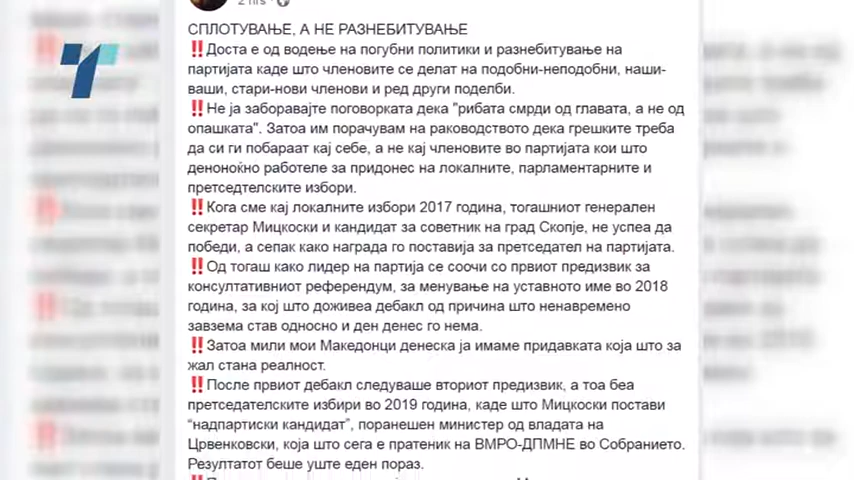 2 hrs
СПЛОТУВАЊЕ, А НЕ РАЗНЕБИТУВАЊЕ
‼️Доста е од водење на погубни политики и разнебитување на
партијата каде што членовите се делат на подобни-неподобни, наши-
ваши, стари-нови членови и ред други поделби.
‼️Не ја заборавајте поговорката дека "рибата смрди од главата, а не од
опашката". Затоа им порачувам на раководството дека грешките треба
да си ги побараат кај себе, а не кај членовите во партијата кои што
деноноќно работеле за придонес на локалните, парламентарните и
претседтелските избори.
‼️Кога сме кај локалните избори 2017 година, тогашниот генерален
секретар Мицкоски и кандидат за советник на град Скопје, не успеа да
победи, а сепак како награда го поставија за претседател на партијата.
‼️Од тогаш како лидер на партија се соочи со првиот предизвик за
консултативниот референдум, за менување на уставното име во 2018
година, за кој што доживеа дебакл од причина што ненавремено
завзема став односно и ден денес го нема.
‼️Затоа мили мои Македонци денеска ја имаме придавката која што за
жал стана реалност.
‼️После првиот дебакл следуваше вториот предизвик, а тоа беа
претседателските избири во 2019 година, каде што Мицкоски постави
“надпартиски кандидат”, поранешен министер од владата на
Црвенковски, која што сега е пратеник на ВМРО-ДПМНЕ во Собранието.
Резултатот беше уште еден пораз.